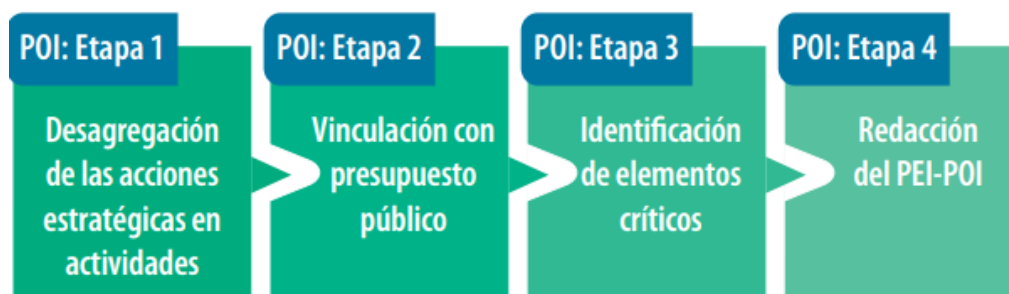 POI: Etapa 1
Desagregación
de las acciones
estratégicas en
actividades
POI: Etapa 2
Vinculación con
presupuesto
público
POI: Etapa 3
Identificación
de elementos
críticos
POI: Etapa 4
Redacción
del PEI-POI